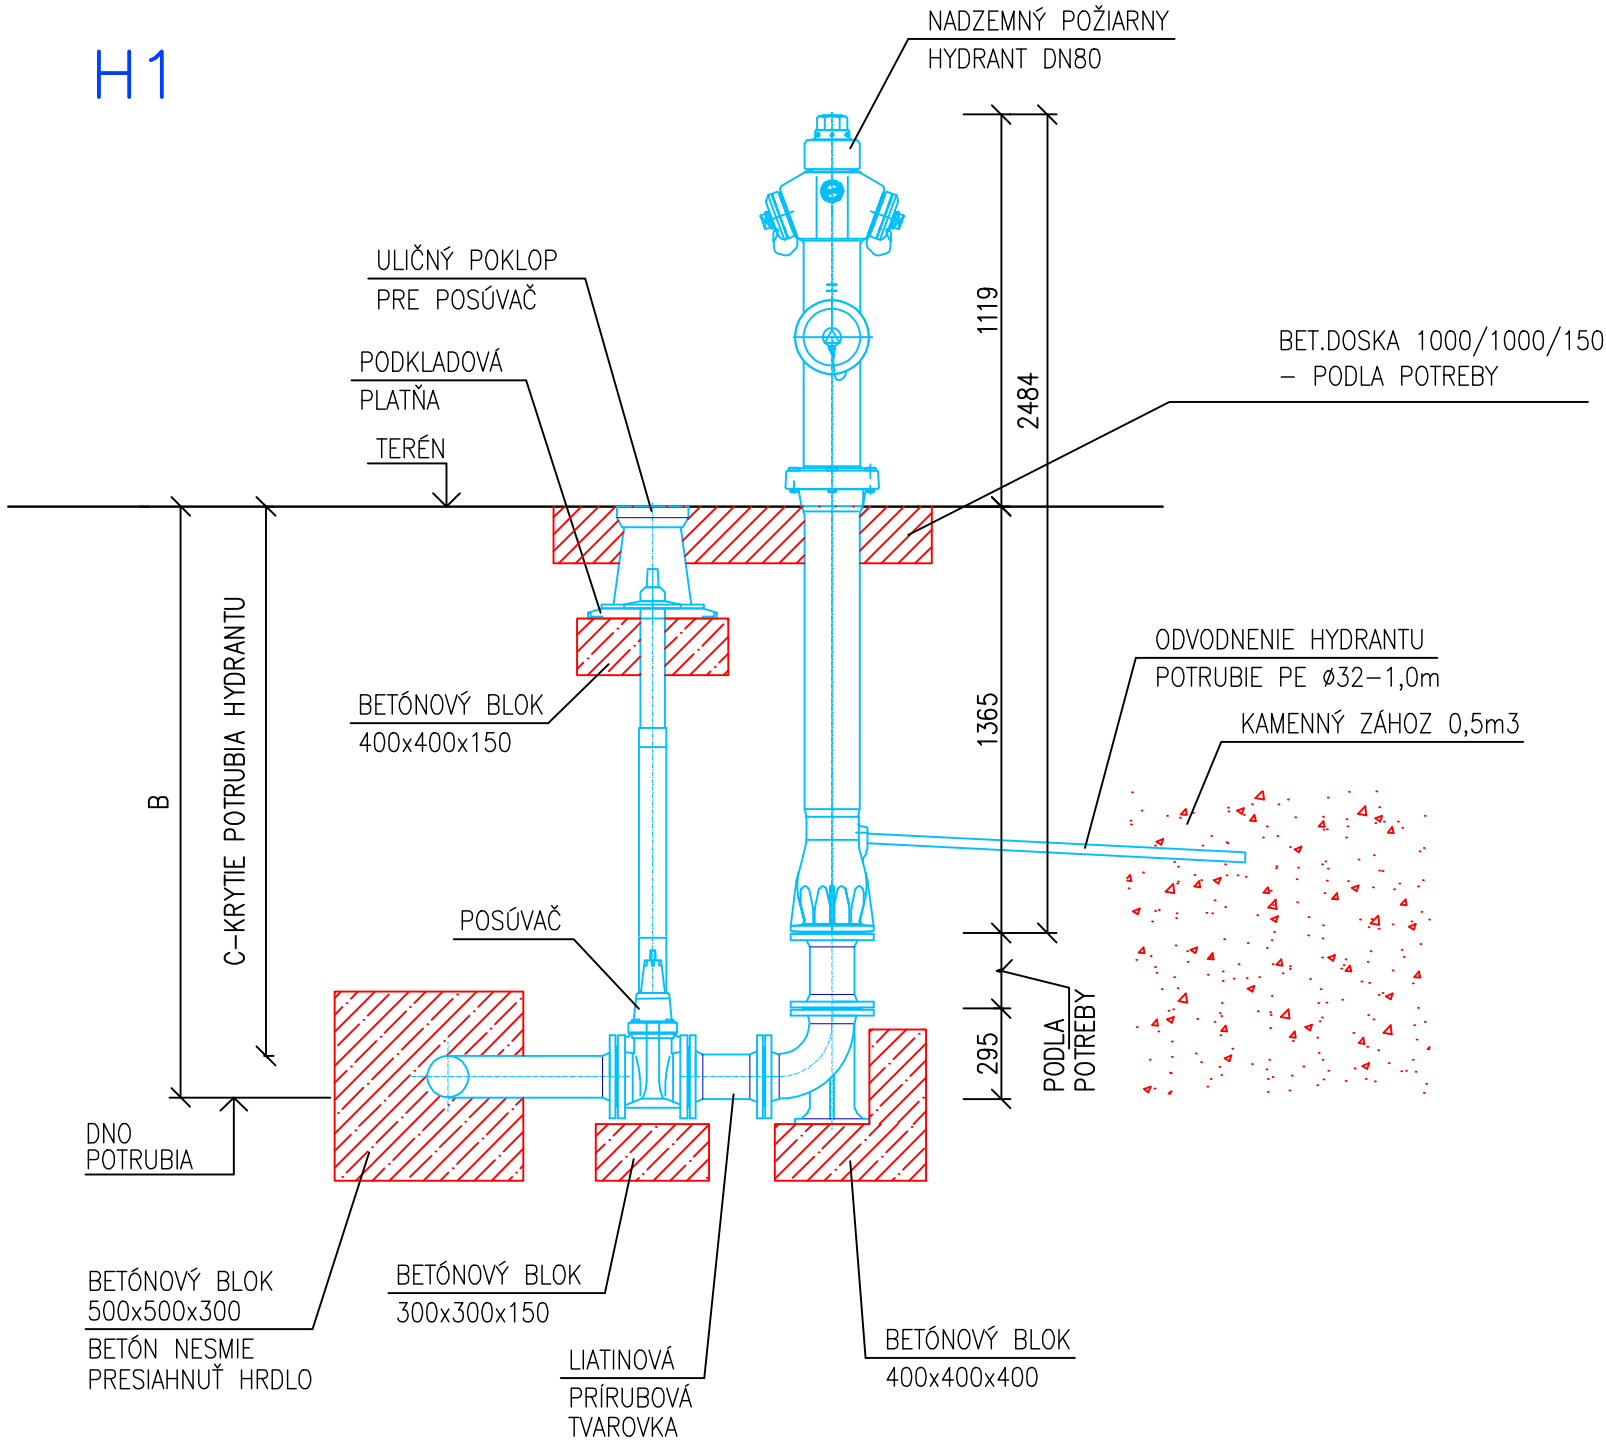 H1
NADZEMNÝ POŽIARNY
HYDRANT DN80
ULIČNÝ POKLOP
PRE POSÚVAČ
PODKLADOVÁ
PLATŇA
TERÉN
1119
2484
BET.DOSKA 1000/1000/150
– PODLA POTREBY
B
C–KRYTIE POTRUBIA HYDRANTU
BETÓNOVÝ BLOK
400x400x150
1365
ODVODNENIE HYDRANTU
POTRUBIE PE Ø32–1,0m
KAMENNÝ ZÁHOZ 0,5m3
POSÚVAČ
295
PODLA
POTREBY
DNO
POTRUBIA
BETÓNOVÝ BLOK
500x500x300
BETÓN NESMIE
PRESIAHNUŤ HRDLO
BETÓNOVÝ BLOK
300x300x150
LIATINOVÁ
PRÍRUBOVÁ
TVAROVKA
BETÓNOVÝ BLOK
400x400x400